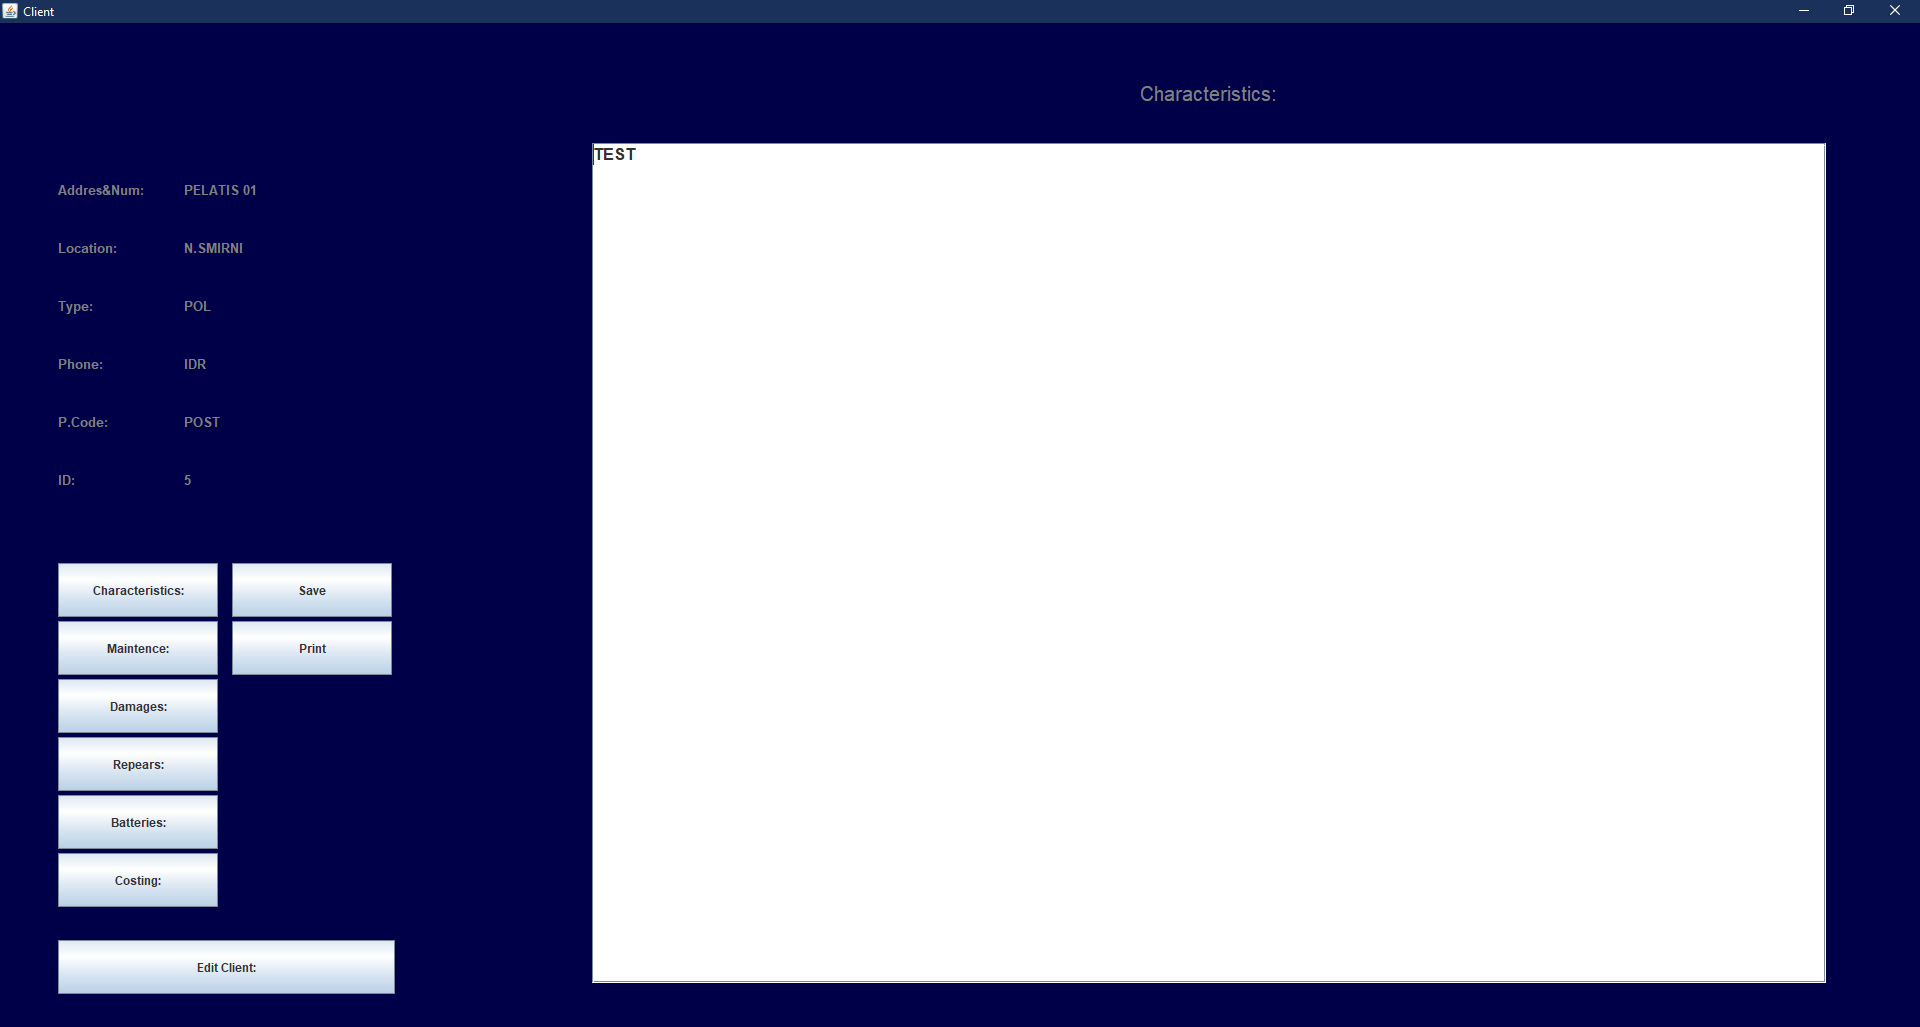 Client
Characteristics:
TEST
Addres&Num: PELATIS 01
Location: N.SMIRNI
Type: POL
Phone: IDR
P.Code: POST
ID: 5
Characteristics: Save
Maintence: Print
Damages:
Repears:
Batteries:
Costing:
Edit Client: